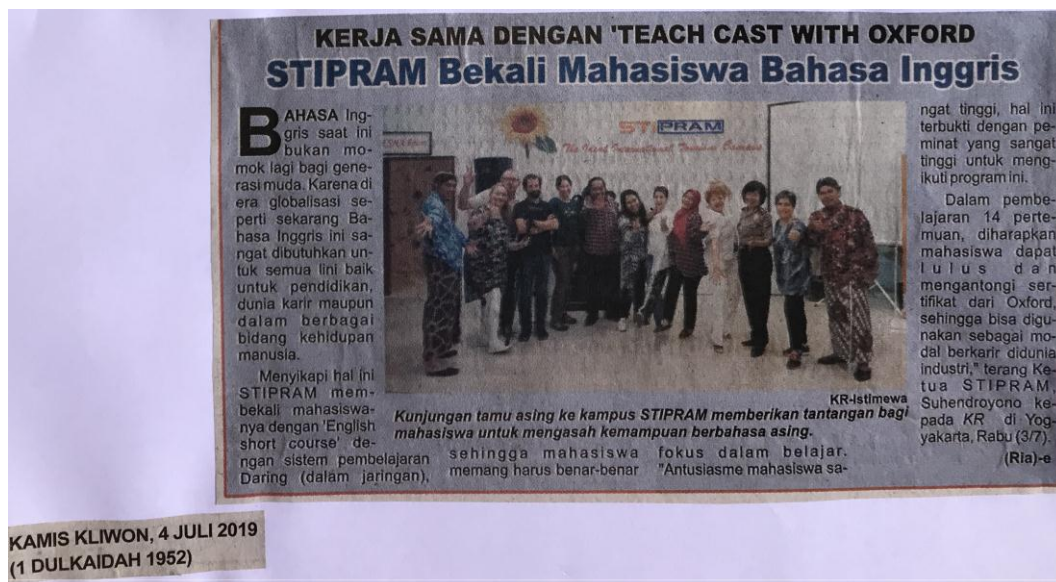 KERJA SAMA DENGAN 'TEACH CAST WITH OXFORD
STIPRAM Bekali Mahasiswa Bahasa Inggris
BAHASA Ing-
gris saat ini
bukan mo-
mok lagi bagi gene-
rasi muda. Karena di
era globalisasi se-
perti sekarang Ba-
hasa Inggris ini sa-
ngat dibutuhkan un-
tuk semua lini baik
untuk pendidikan,
dunia karir maupun
dalam berbagai
bidang kehidupan
manusia.
Menyikapi hal ini
STIPRAM mem-
bekali mahasiswa-
nya dengan 'English
short course' de-
ngan sistem pembelajaran
Daring (dalam jaringan),
STIPRAM
The Ideal International Tourism Campus
KR-Istimewa
Kunjungan tamu asing ke kampus STIPRAM memberikan tantangan bagi
mahasiswa untuk mengasah kemampuan berbahasa asing.
sehingga mahasiswa
memang harus benar-benar
fokus dalam belajar.
"Antusiasme mahasiswa sa-
ngat tinggi, hal ini
terbukti dengan pe-
minat yang sangat
tinggi untuk meng-
ikuti program ini.
Dalam pembe-
lajaran 14 perte-
muan, diharapkan
mahasiswa dapat
lulus dan
mengantongi ser-
tifikat dari Oxford,
sehingga bisa digu-
nakan sebagai mo-
dal berkarir didunia
industri," terang Ke-
tua STIPRAM
Suhendroyono ke-
pada KR di Yog-
yakarta, Rabu (3/7).
(Ria)-e
KAMIS KLIWON, 4 JULI 2019
(1 DULKAIDAH 1952)